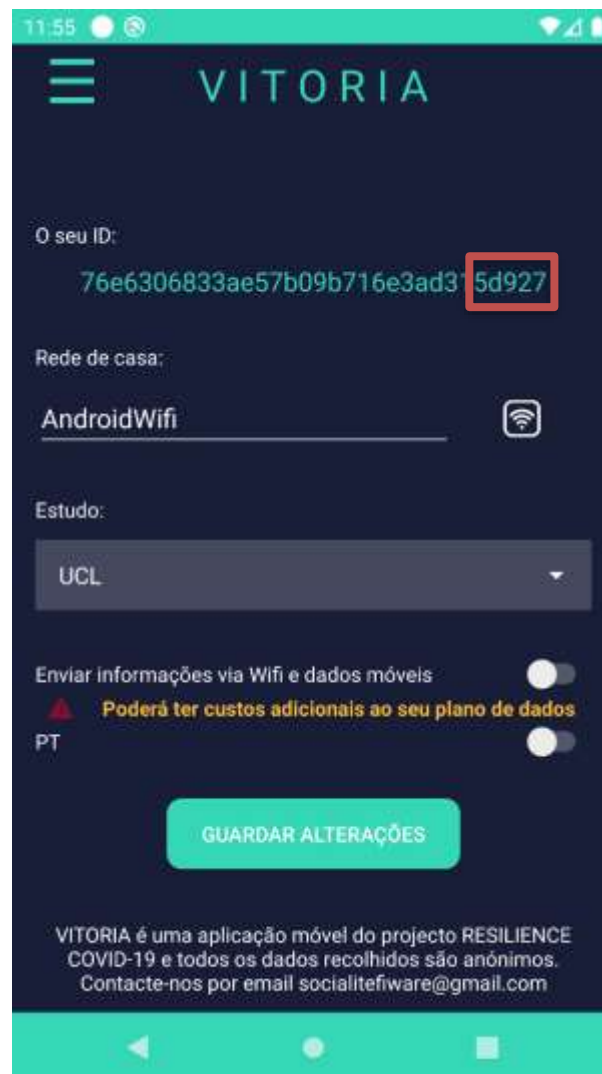 11:55
VITORIA
O seu ID:
76e6306833ae57b09b716e3ad315d927
Rede de casa:
AndroidWifi
Estudo:
UCL
Enviar informações via Wifi e dados móveis
Poderá ter custos adicionais ao seu plano de dados
PT
GUARDAR ALTERAÇÕES
VITORIA é uma aplicação móvel do projecto RESILIENCE
COVID-19 e todos os dados recolhidos são anónimos.
Contacte-nos por email socialitefiware@gmail.com